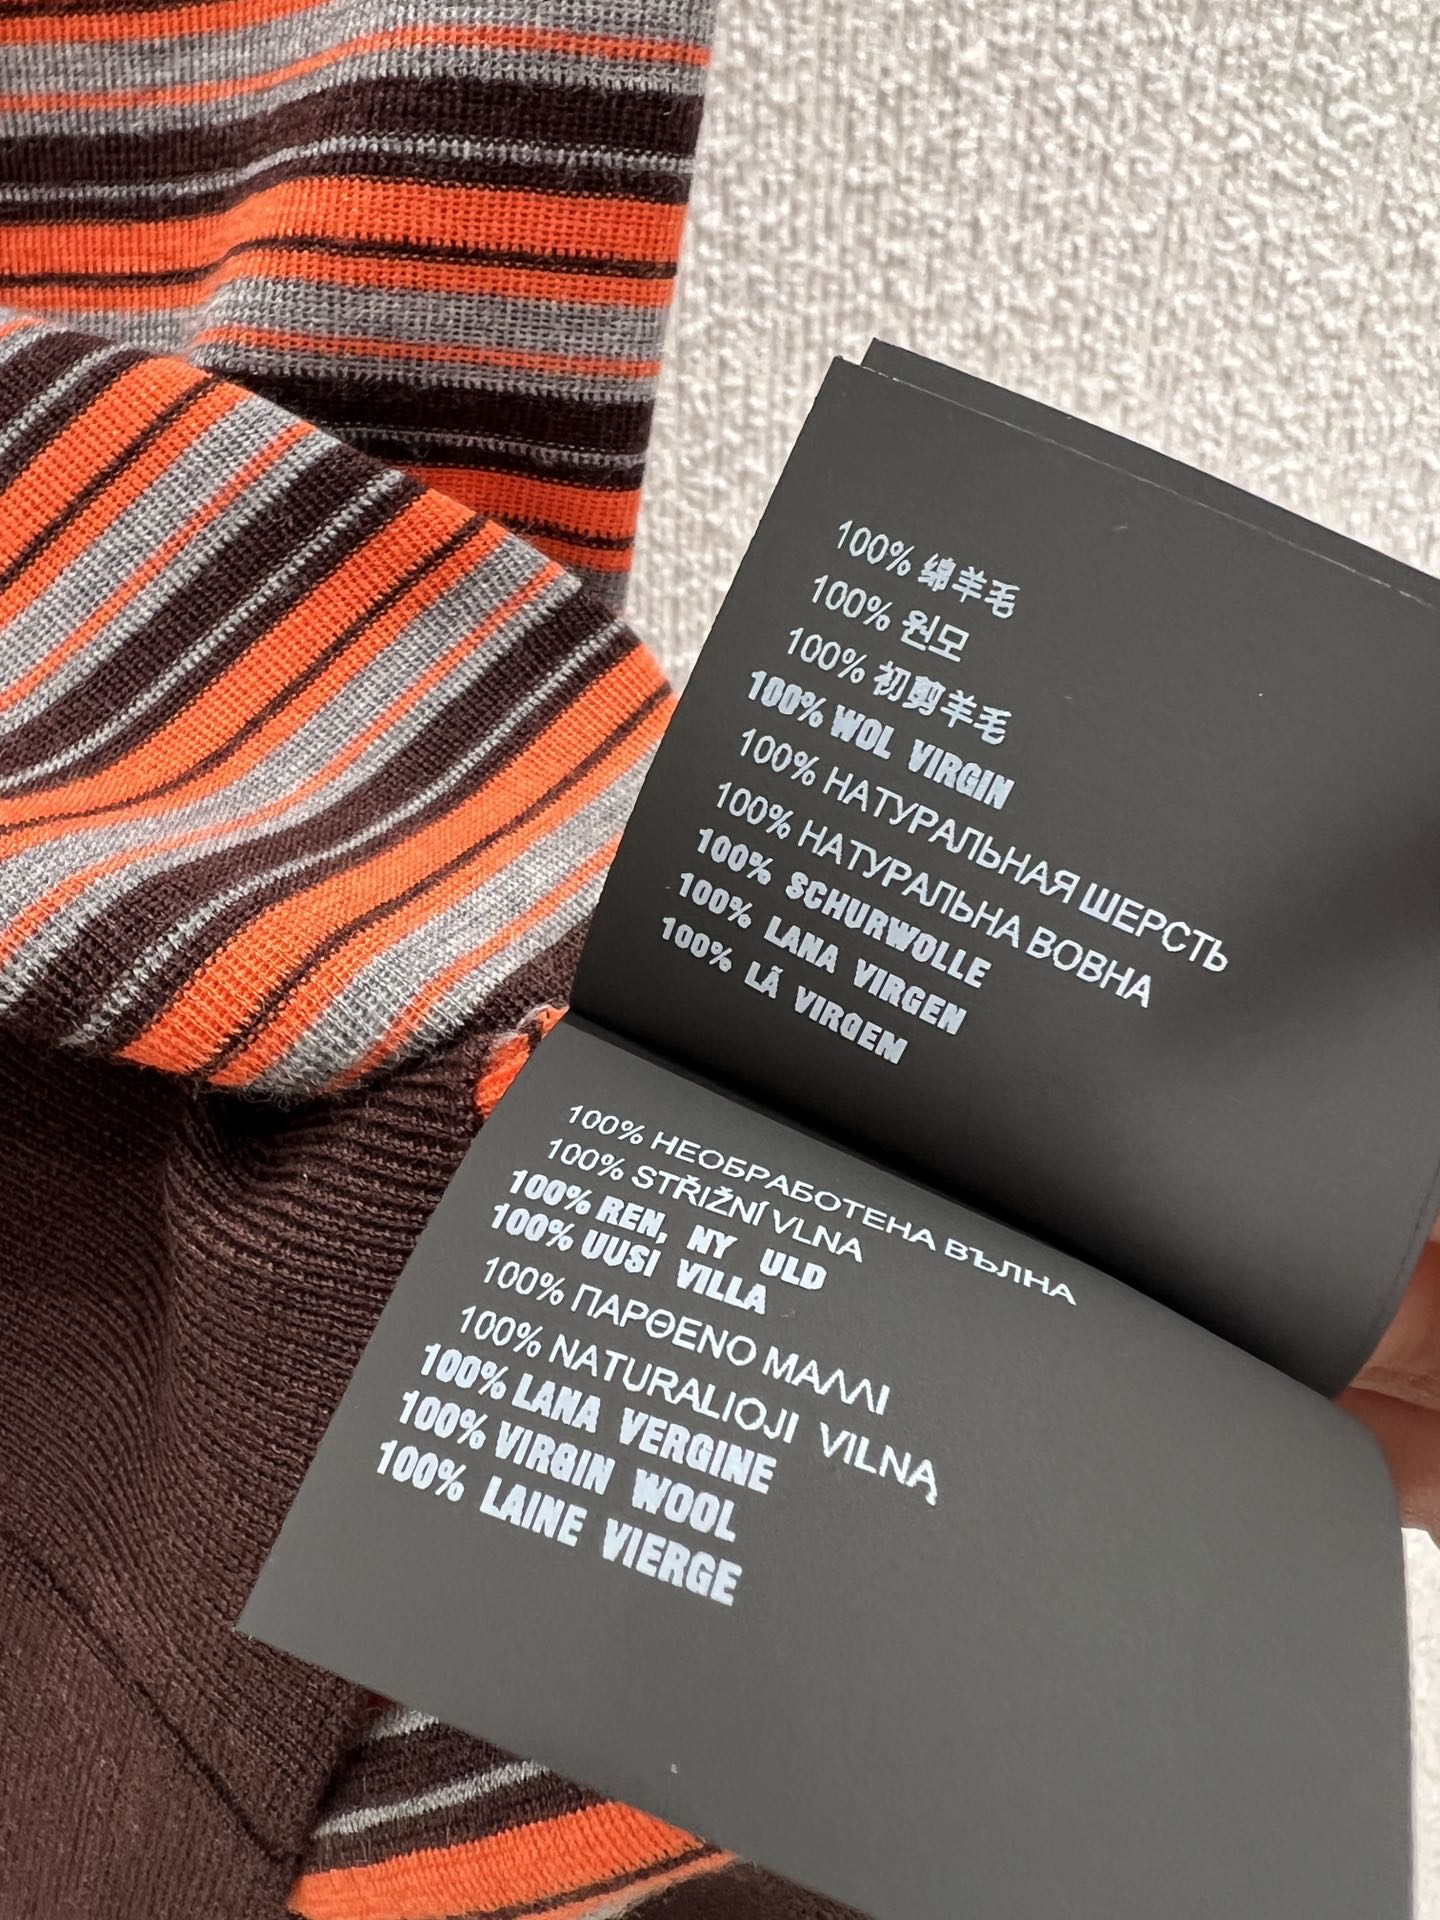 100% 绵羊毛
100% 원모
100% 初剪羊毛
100% WOL VIRGIN
100% НАТУРАЛЬНАЯ ШЕРСТЬ
100% НАТУРАЛЬНА ВОВНА
100% SCHURWOLLE
100% LANA VIRGEN
100% LÃ VIRGEM
100% НЕОБРАБОТЕНА ВЪЛНА
100% STŘIŽNÍ VLNA
100% REN, NY ULD
100% UUSI VILLA
100% ΠΑΡΘΕΝΟ ΜΑΛΛΙ
100% NATURALIOJI VILNĄ
100% LANA VERGINE
100% VIRGIN WOOL
100% LAINE VIERGE